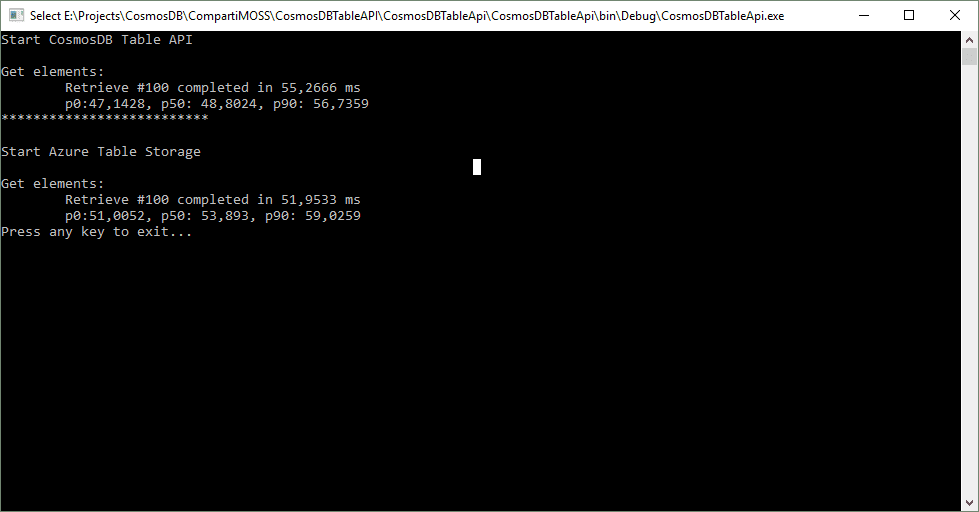 Select E:\Projects\CosmosDB\CompartiMOSS\CosmosDBTableAPI\CosmosDBTableApi\CosmosDBTableApi\bin\Debug\CosmosDBTableApi.exe
Start CosmosDB Table API
Get elements:
Retrieve #100 completed in 55,2666 ms
p0:47,1428, p50: 48,8024, p90: 56,7359
**************************
Start Azure Table Storage
Get elements:
Retrieve #100 completed in 51,9533 ms
p0:51,0052, p50: 53,893, p90: 59,0259
Press any key to exit...